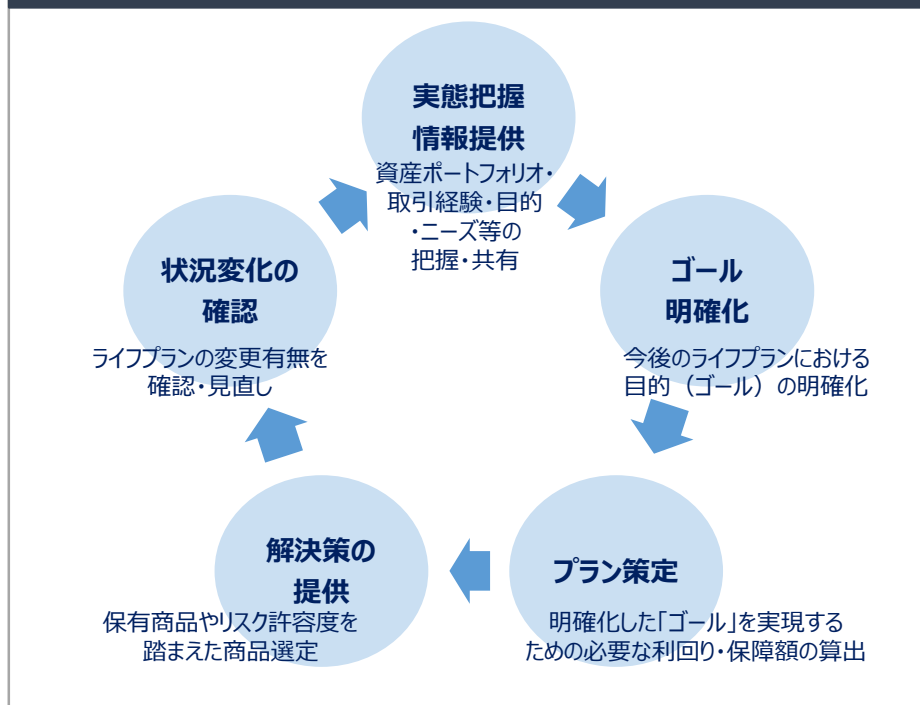 実態把握
情報提供
資産ポートフォリオ・
取引経験・目的
・ニーズ等の
把握・共有
ゴール
明確化
今後のライフプランにおける
目的（ゴール）の明確化
プラン策定
明確化した「ゴール」を実現する
ための必要な利回り・保障額の算出
解決策の
提供
保有商品やリスク許容度を
踏まえた商品選定
状況変化の
確認
ライフプランの変更有無を
確認・見直し